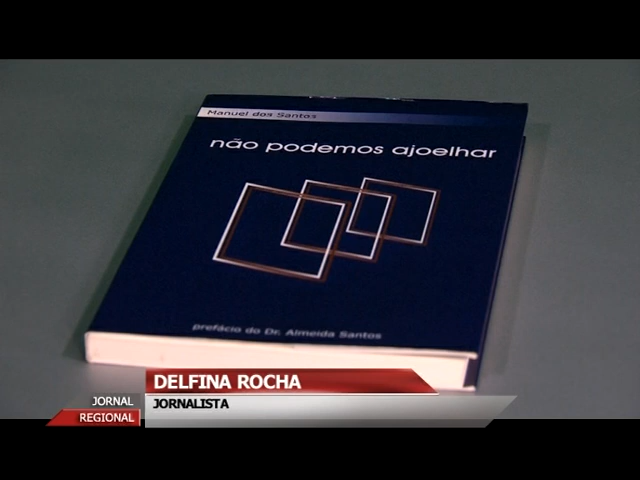 Manuel dos Santos
não podemos ajoelhar
prefácio do Dr. Almeida Santos
DELFINA ROCHA
JORNALISTA
JORNAL
REGIONAL